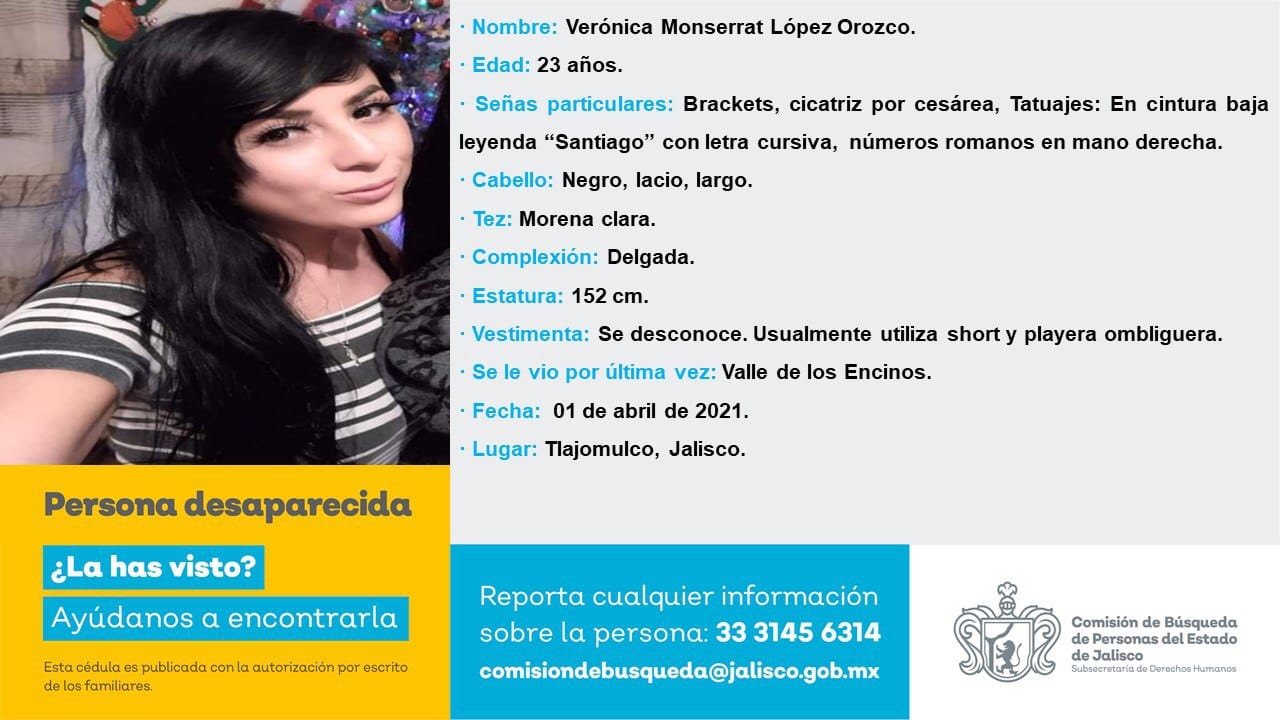 · Nombre: Verónica Monserrat López Orozco.
· Edad: 23 años.
· Señas particulares: Brackets, cicatriz por cesárea, Tatuajes: En cintura baja
leyenda “Santiago” con letra cursiva, números romanos en mano derecha.
· Cabello: Negro, lacio, largo.
· Tez: Morena clara.
· Complexión: Delgada.
· Estatura: 152 cm.
· Vestimenta: Se desconoce. Usualmente utiliza short y playera ombliguera.
· Se le vio por última vez: Valle de los Encinos.
· Fecha: 01 de abril de 2021.
· Lugar: Tlajomulco, Jalisco.
Persona desaparecida
¿La has visto?
Ayúdanos a encontrarla
Esta cédula es publicada con la autorización por escrito
de los familiares.
Reporta cualquier información
sobre la persona: 33 3145 6314
comisiondebusqueda@jalisco.gob.mx
Comisión de Búsqueda
de Personas del Estado
de Jalisco
Subsecretaría de Derechos Humanos